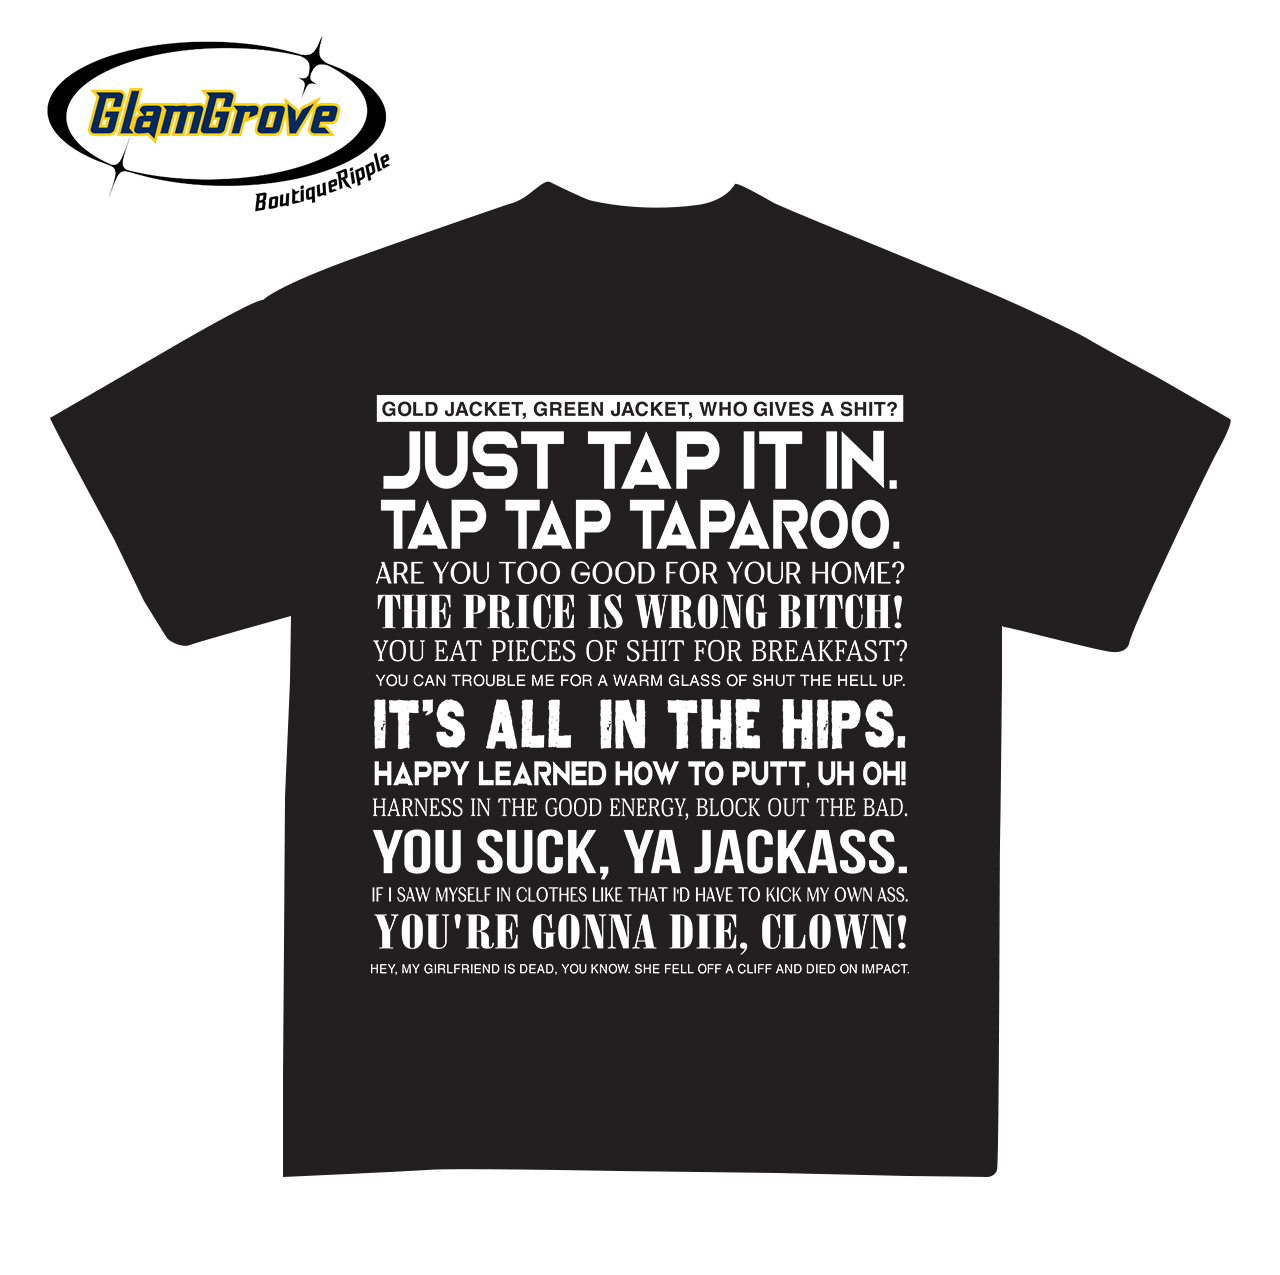 GlamGrove
BoutiqueRipple
GOLD JACKET, GREEN JACKET, WHO GIVES A SHIT?
JUST TAP IT IN.
TAP TAP TAPAROO.
ARE YOU TOO GOOD FOR YOUR HOME?
THE PRICE IS WRONG BITCH!
YOU EAT PIECES OF SHIT FOR BREAKFAST?
YOU CAN TROUBLE ME FOR A WARM GLASS OF SHUT THE HELL UP.
IT'S ALL IN THE HIPS.
HAPPY LEARNED HOW TO PUTT, UH OH!
HARNESS IN THE GOOD ENERGY, BLOCK OUT THE BAD.
YOU SUCK, YA JACKASS.
IF I SAW MYSELF IN CLOTHES LIKE THAT I'D HAVE TO KICK MY OWN ASS.
YOU'RE GONNA DIE, CLOWN!
HEY, MY GIRLFRIEND IS DEAD, YOU KNOW. SHE FELL OFF A CLIFF AND DIED ON IMPACT.